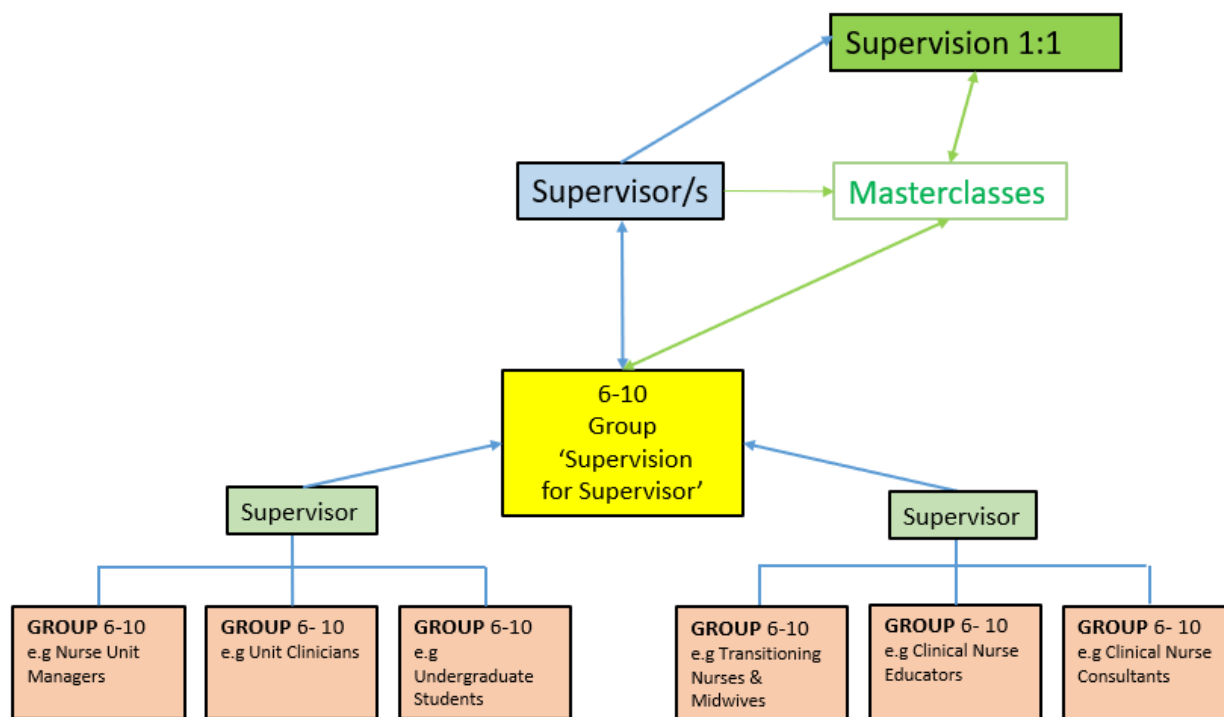 Supervision 1:1
Supervisor/s
Masterclasses
6-10
Group
‘Supervision
for Supervisor’
Supervisor
Supervisor
GROUP 6-10
e.g Nurse Unit
Managers
GROUP 6- 10
e.g Unit Clinicians
GROUP 6-10
e.g
Undergraduate
Students
GROUP 6-10
e.g Transitioning
Nurses &
Midwives
GROUP 6- 10
e.g Clinical Nurse
Educators
GROUP 6- 10
e.g Clinical Nurse
Consultants